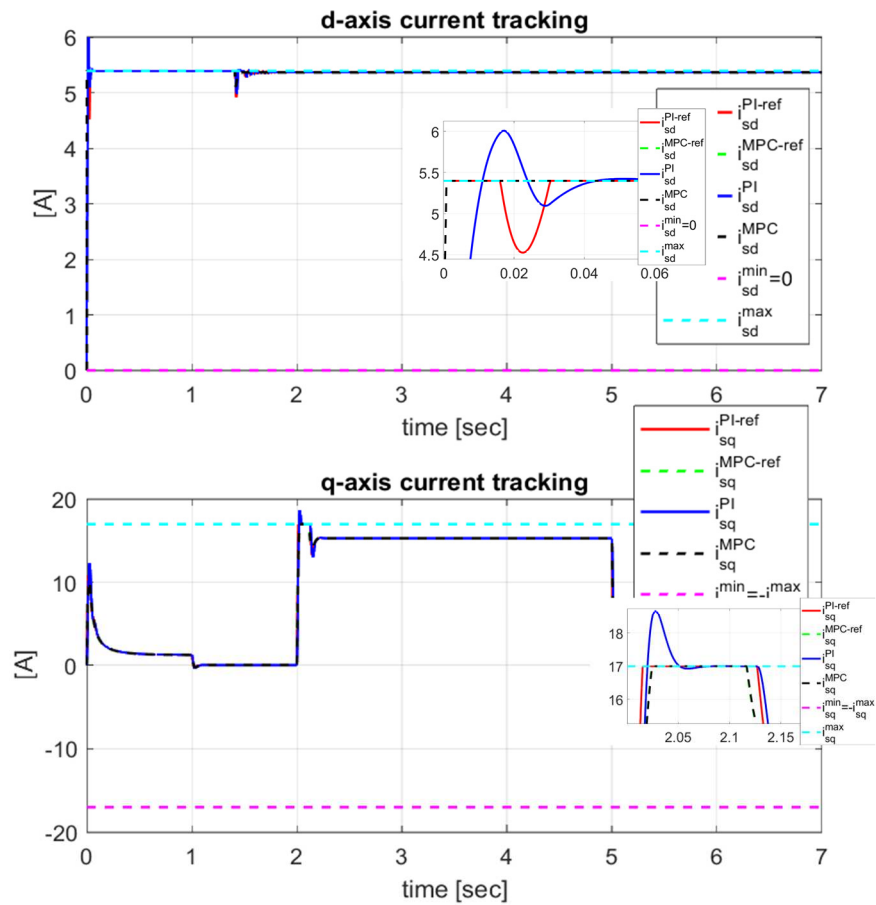 d-axis current tracking
6
5
4
3
2
1
0
[A]
0
1
2
3
4
5
6
7
time [sec]
6
5.5
5
4.5
0
0.02
0.04
0.06
i_sd^PI-ref
i_sd^MPC-ref
i_sd^PI
i_sd^MPC
i_sd^min=0
i_sd^max
i_sd^PI-ref
i_sd^MPC-ref
i_sd^PI
i_sd^MPC
i_sd^min=0
i_sd^max
q-axis current tracking
20
10
0
-10
-20
[A]
0
1
2
3
4
5
6
7
time [sec]
i_sq^PI-ref
i_sq^MPC-ref
i_sq^PI
i_sq^MPC
i^min=-i^max
18
17
16
2.05
2.1
2.15
i_sq^PI-ref
i_sq^MPC-ref
i_sq^PI
i_sq^MPC
i_sq^min=-i_sq^max
i_sq^max